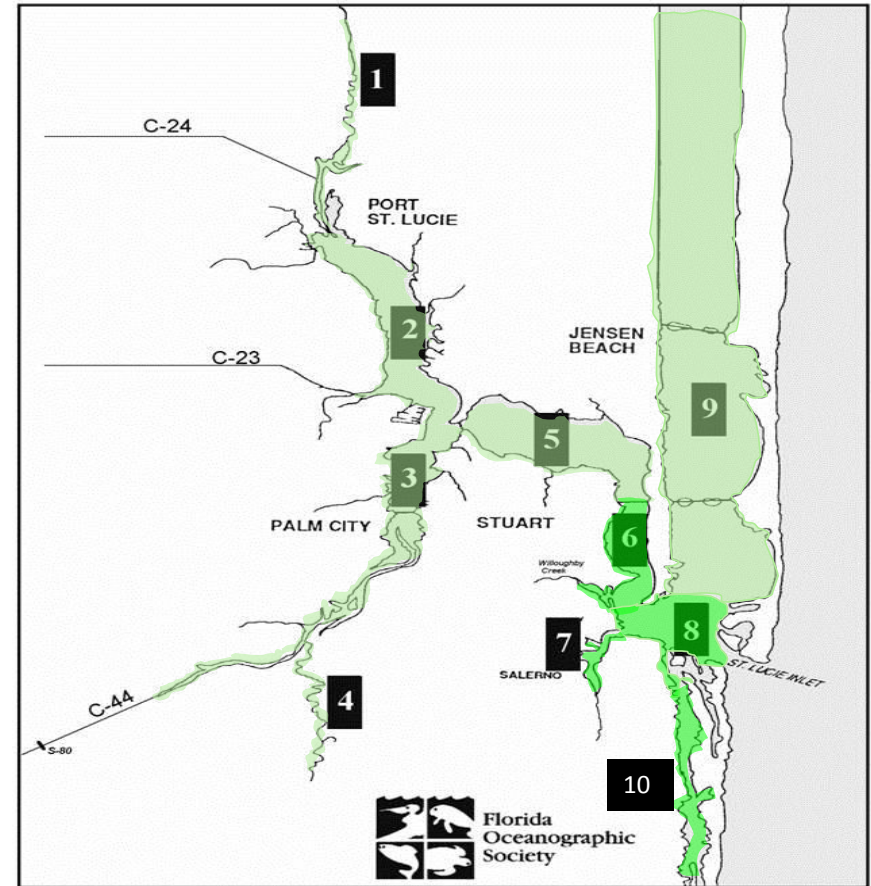 1
C-24
PORT
ST. LUCIE
2
JENSEN
BEACH
C-23
9
5
3
PALM CITY
STUART
6
Willoughby
Creek
7
8
SALERNO
ST. LUCIE INLET
4
C-44
S-80
10
Florida
Oceanographic
Society